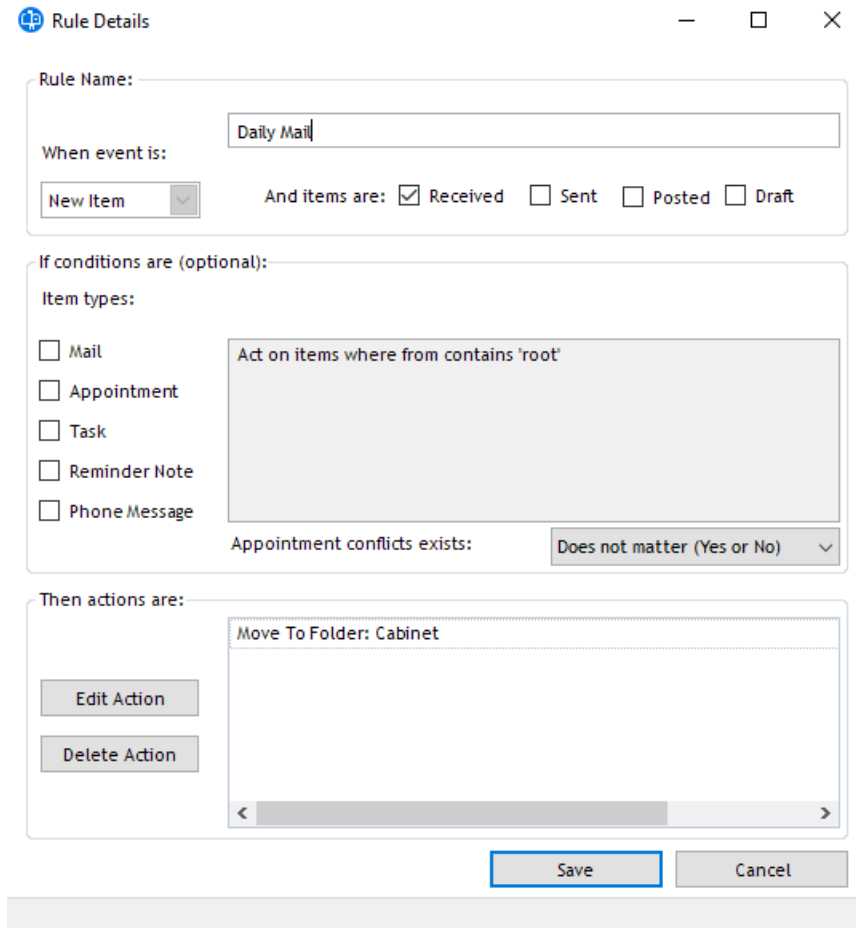 Rule Details
Rule Name:
Daily Mail
When event is:
New Item
And items are: Received Sent Posted Draft
If conditions are (optional):
Item types:
Mail
Act on items where from contains 'root'
Appointment
Task
Reminder Note
Phone Message
Appointment conflicts exists: Does not matter (Yes or No)
Then actions are:
Move To Folder: Cabinet
Edit Action
Delete Action
Save Cancel